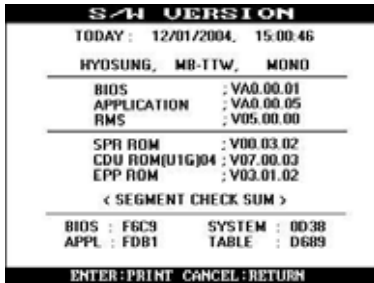 S/W VERSION
TODAY : 12/01/2004, 15:00:46
HYOSUNG, MB-TTW, MONO
BIOS ; VA0.00.01
APPLICATION ; VA0.00.05
RMS ; V05.00.00
SPR ROM ; V00.03.02
CDU ROM(U1G)04 ; V07.00.03
EPP ROM ; V03.01.02
< SEGMENT CHECK SUM >
BIOS : F6C9 SYSTEM : 0D38
APPL : FDB1 TABLE : D689
ENTER:PRINT CANCEL:RETURN